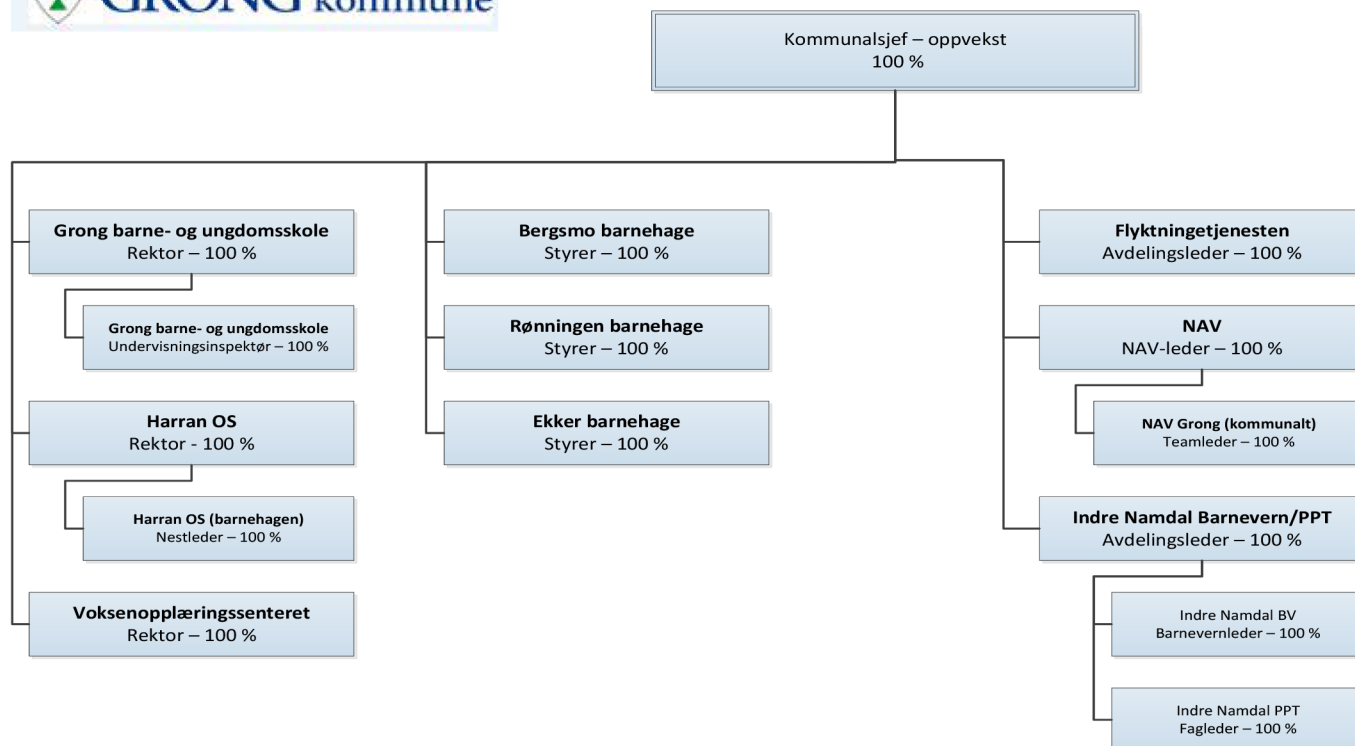 GRONG kommune
Kommunalsjef – oppvekst
100 %
Grong barne- og ungdomsskole
Rektor – 100 %
Grong barne- og ungdomsskole
Undervisningsinspektør – 100 %
Harran OS
Rektor - 100 %
Harran OS (barnehagen)
Nestleder – 100 %
Voksenopplæringssenteret
Rektor – 100 %
Bergsmo barnehage
Styrer – 100 %
Rønningen barnehage
Styrer – 100 %
Ekker barnehage
Styrer – 100 %
Flyktningetjenesten
Avdelingsleder – 100 %
NAV
NAV-leder – 100 %
NAV Grong (kommunalt)
Teamleder – 100 %
Indre Namdal Barnevern/PPT
Avdelingsleder – 100 %
Indre Namdal BV
Barnevernleder – 100 %
Indre Namdal PPT
Fagleder – 100 %